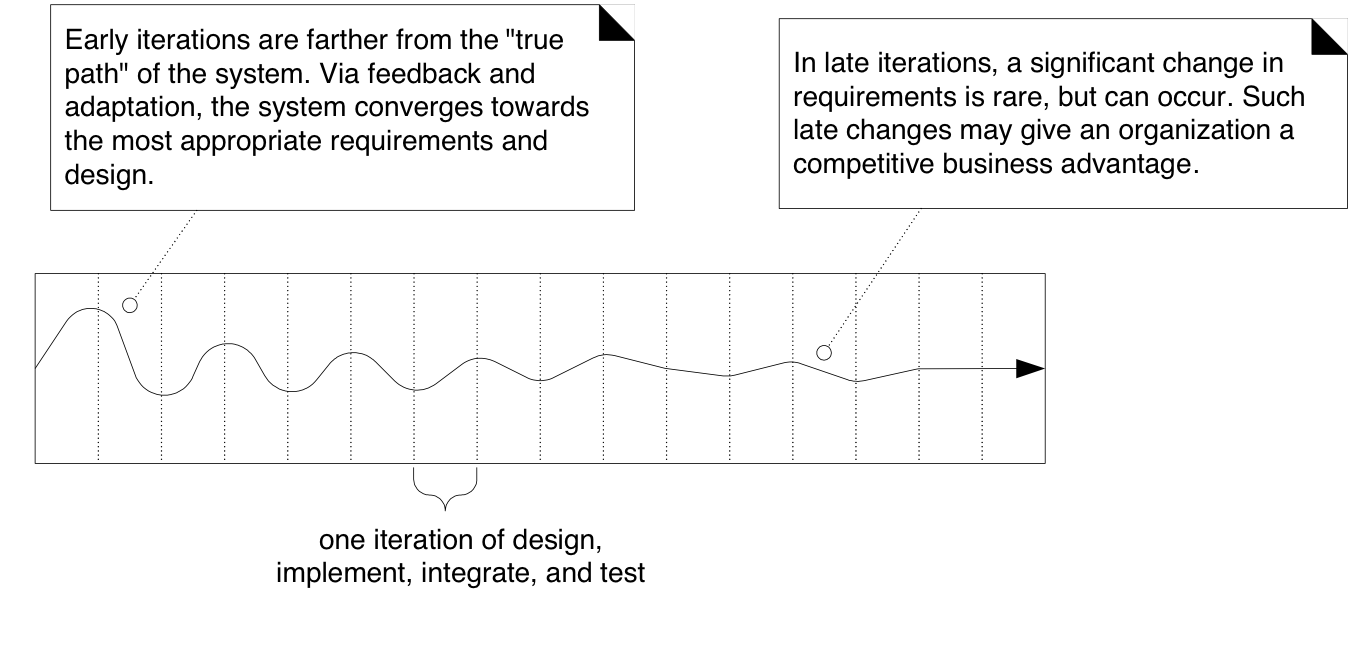 Early iterations are farther from the "true
path" of the system. Via feedback and
adaptation, the system converges towards
the most appropriate requirements and
design.
In late iterations, a significant change in
requirements is rare, but can occur. Such
late changes may give an organization a
competitive business advantage.
one iteration of design,
implement, integrate, and test